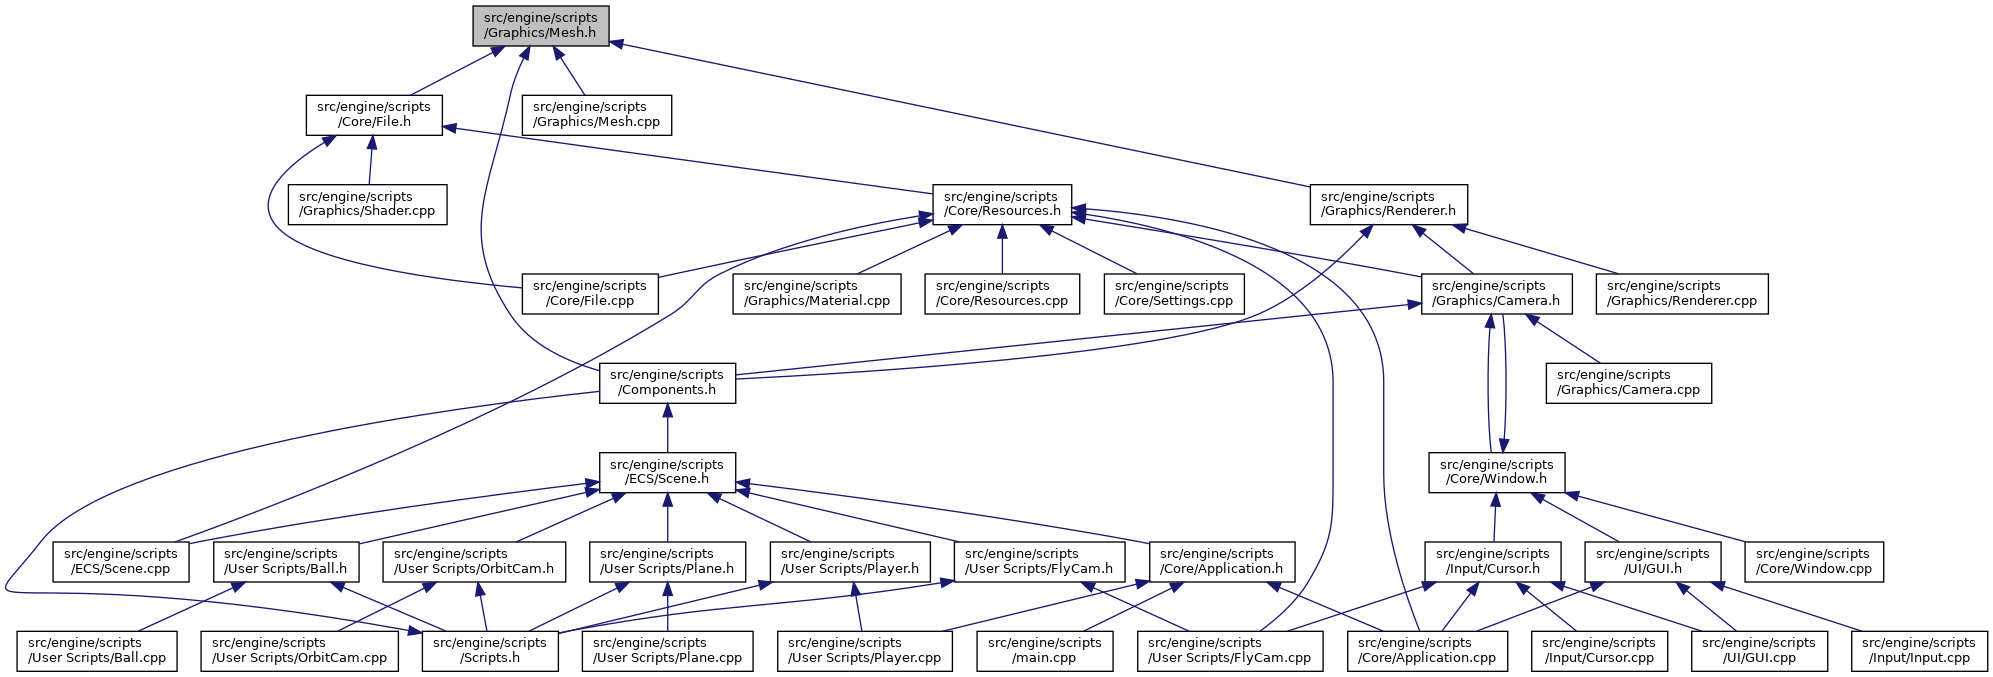 src/engine/scripts
/Graphics/Mesh.h
src/engine/scripts
/Core/File.h
src/engine/scripts
/Graphics/Mesh.cpp
src/engine/scripts
/Graphics/Shader.cpp
src/engine/scripts
/Core/Resources.h
src/engine/scripts
/Graphics/Renderer.h
src/engine/scripts
/Core/File.cpp
src/engine/scripts
/Graphics/Material.cpp
src/engine/scripts
/Core/Resources.cpp
src/engine/scripts
/Core/Settings.cpp
src/engine/scripts
/Graphics/Camera.h
src/engine/scripts
/Graphics/Renderer.cpp
src/engine/scripts
/Components.h
src/engine/scripts
/Graphics/Camera.cpp
src/engine/scripts
/ECS/Scene.h
src/engine/scripts
/Core/Window.h
src/engine/scripts
/ECS/Scene.cpp
src/engine/scripts
/User Scripts/Ball.h
src/engine/scripts
/User Scripts/OrbitCam.h
src/engine/scripts
/User Scripts/Plane.h
src/engine/scripts
/User Scripts/Player.h
src/engine/scripts
/User Scripts/FlyCam.h
src/engine/scripts
/Core/Application.h
src/engine/scripts
/Input/Cursor.h
src/engine/scripts
/UI/GUI.h
src/engine/scripts
/Core/Window.cpp
src/engine/scripts
/User Scripts/Ball.cpp
src/engine/scripts
/User Scripts/OrbitCam.cpp
src/engine/scripts
/Scripts.h
src/engine/scripts
/User Scripts/Plane.cpp
src/engine/scripts
/User Scripts/Player.cpp
src/engine/scripts
/main.cpp
src/engine/scripts
/User Scripts/FlyCam.cpp
src/engine/scripts
/Core/Application.cpp
src/engine/scripts
/Input/Cursor.cpp
src/engine/scripts
/UI/GUI.cpp
src/engine/scripts
/Input/Input.cpp